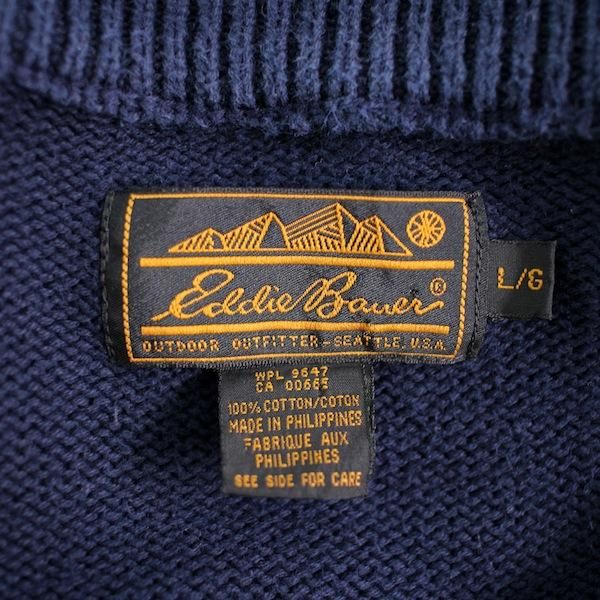 Eddie Bauer®
L/G
OUTDOOR OUTFITTER-SEATTLE, U.S.A.
WPL 9647
CA 00665
100% COTTON/COTON
MADE IN PHILIPPINES
FABRIQUE AUX
PHILIPPINES
SEE SIDE FOR CARE